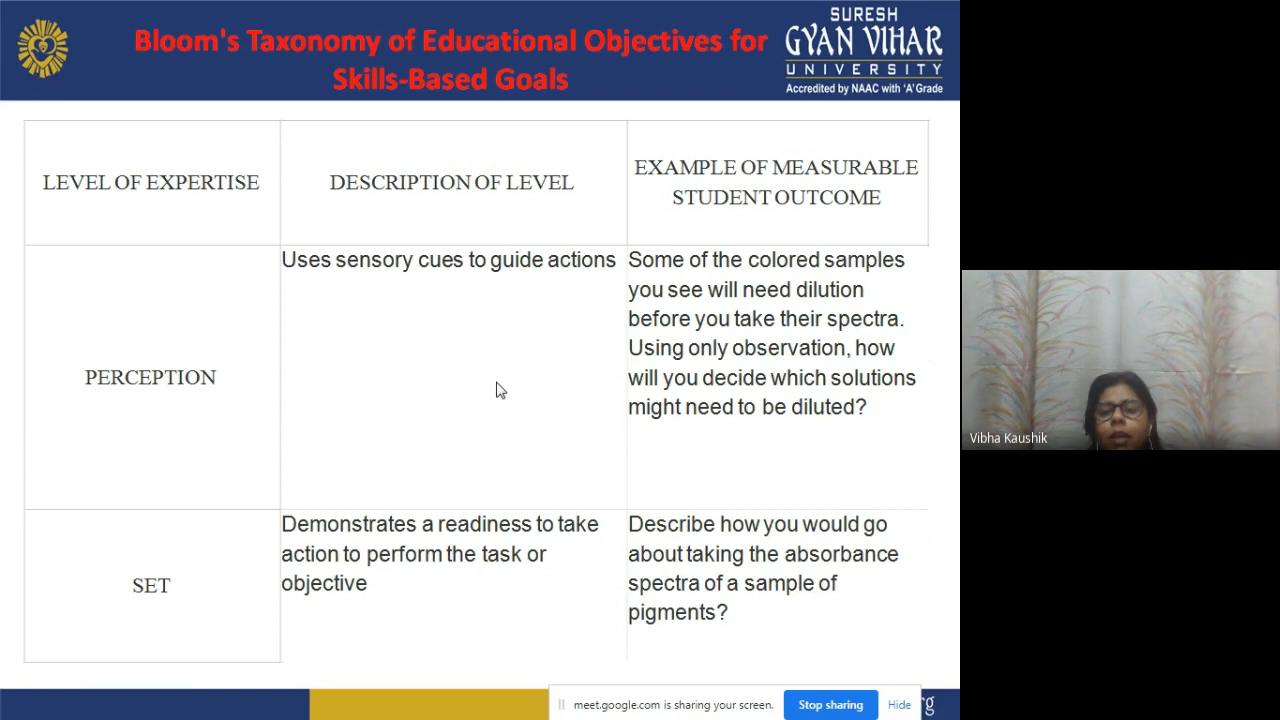 Bloom's Taxonomy of Educational Objectives for
Skills-Based Goals
SURESH
GYAN VIHAR
UNIVERSITY
Accredited by NAAC with ‘A’ Grade
LEVEL OF EXPERTISE
DESCRIPTION OF LEVEL
EXAMPLE OF MEASURABLE
STUDENT OUTCOME
PERCEPTION
Uses sensory cues to guide actions
Some of the colored samples
you see will need dilution
before you take their spectra.
Using only observation, how
will you decide which solutions
might need to be diluted?
SET
Demonstrates a readiness to take
action to perform the task or
objective
Describe how you would go
about taking the absorbance
spectra of a sample of
pigments?
Vibha Kaushik
meet.google.com is sharing your screen.
Stop sharing
Hide